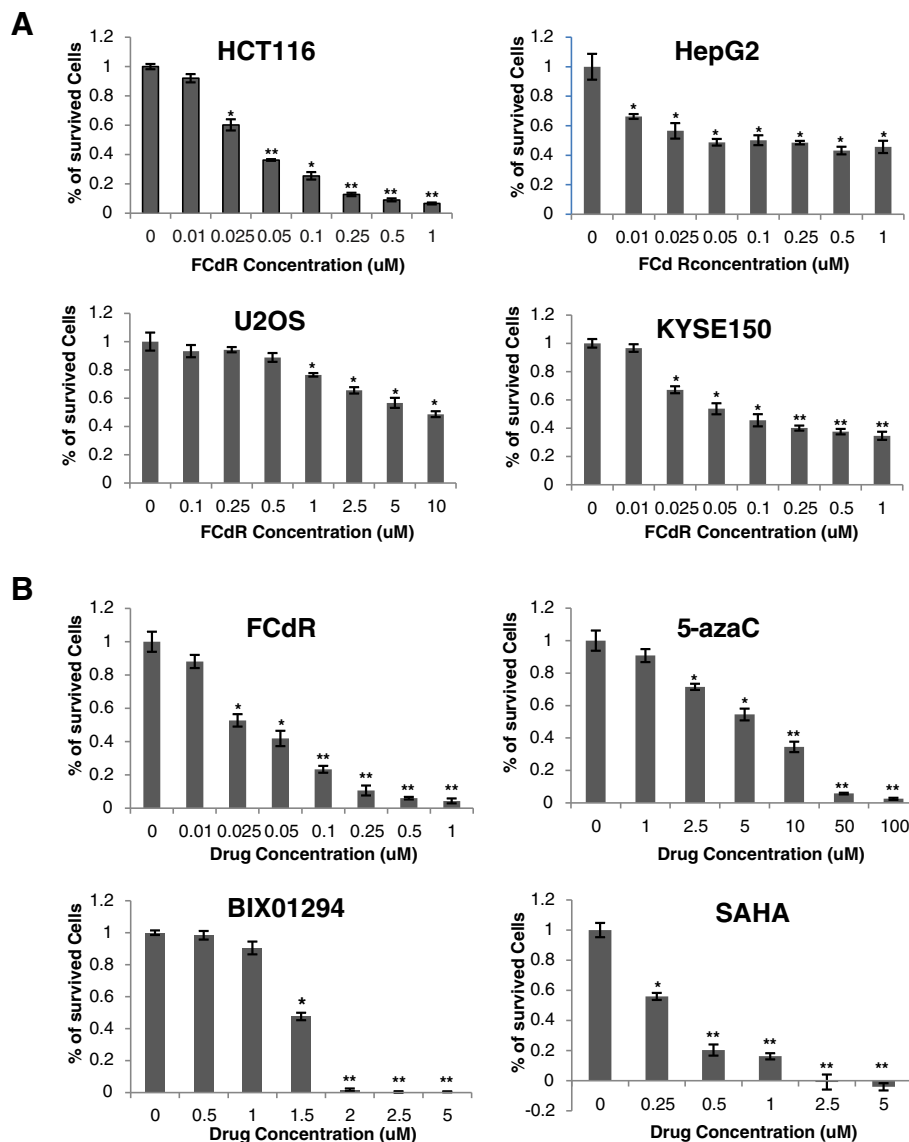 A
HCT116
% of survived Cells
1.2
1
0.8
0.6
0.4
0.2
0
* ** * ** ** **
0 0.01 0.025 0.05 0.1 0.25 0.5 1
FCdR Concentration (uM)
HepG2
% of survived Cells
1.2
1
0.8
0.6
0.4
0.2
0
* * * * * * *
0 0.01 0.025 0.05 0.1 0.25 0.5 1
FCd Rconcentration (uM)
U2OS
% of survived Cells
1.2
1
0.8
0.6
0.4
0.2
0
* * * *
0 0.1 0.25 0.5 1 2.5 5 10
FCdR Concentration (uM)
KYSE150
% of survived Cells
1.2
1
0.8
0.6
0.4
0.2
0
* * * ** ** **
0 0.01 0.025 0.05 0.1 0.25 0.5 1
FCdR Concentration (uM)
B
FCdR
% of survived Cells
1.2
1
0.8
0.6
0.4
0.2
0
* * ** ** ** **
0 0.01 0.025 0.05 0.1 0.25 0.5 1
Drug Concentration (uM)
5-azaC
% of survived Cells
1.2
1
0.8
0.6
0.4
0.2
0
* * ** ** **
0 1 2.5 5 10 50 100
Drug Concentration (uM)
BIX01294
% of survived Cells
1.2
1
0.8
0.6
0.4
0.2
0
* ** ** **
0 0.5 1 1.5 2 2.5 5
Drug Concentration (uM)
SAHA
% of survived Cells
1.2
1
0.8
0.6
0.4
0.2
0
-0.2
* ** ** ** **
0 0.25 0.5 1 2.5 5
Drug Concentration (uM)